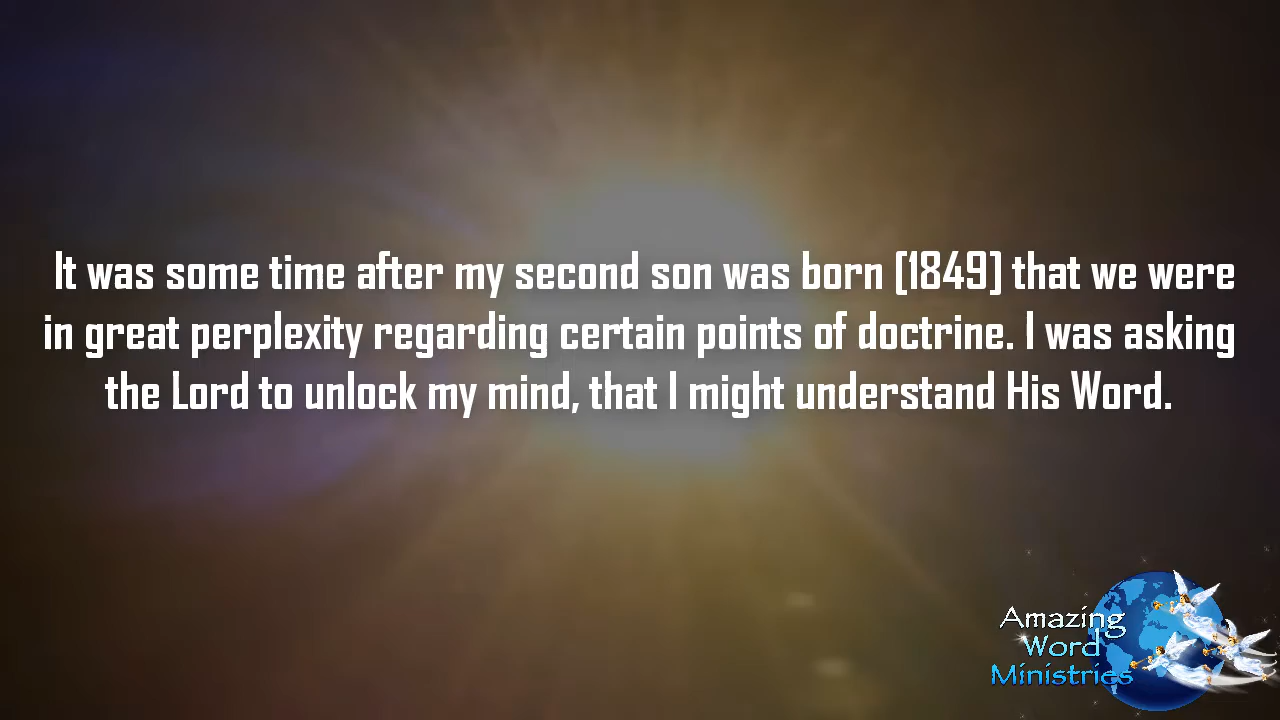 It was some time after my second son was born [1849] that we were
in great perplexity regarding certain points of doctrine. I was asking
the Lord to unlock my mind, that I might understand His Word.
Amazing
Word
Ministries